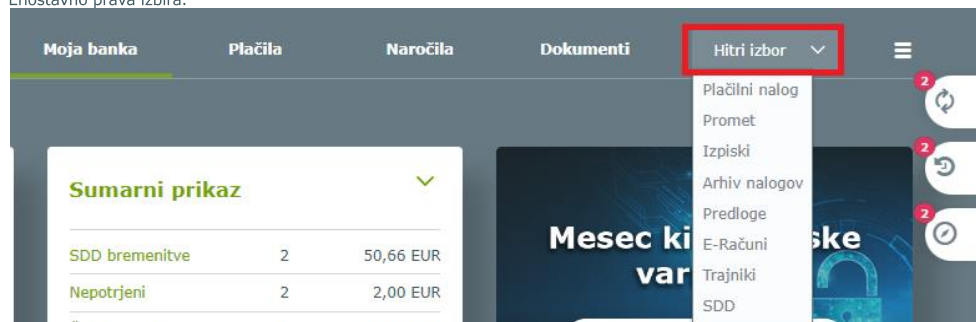 Enostavno prava izbira.
Moja banka Plačila Naročila Dokumenti Hitri izbor
Plačilni nalog
Promet
Izpiski
Arhiv nalogov
Predloge
E-Računi
Trajniki
SDD
2
2
2
Sumarni prikaz
SDD bremenitve 2 50,66 EUR
Nepotrjeni 2 2,00 EUR
Mesec ki ske
var